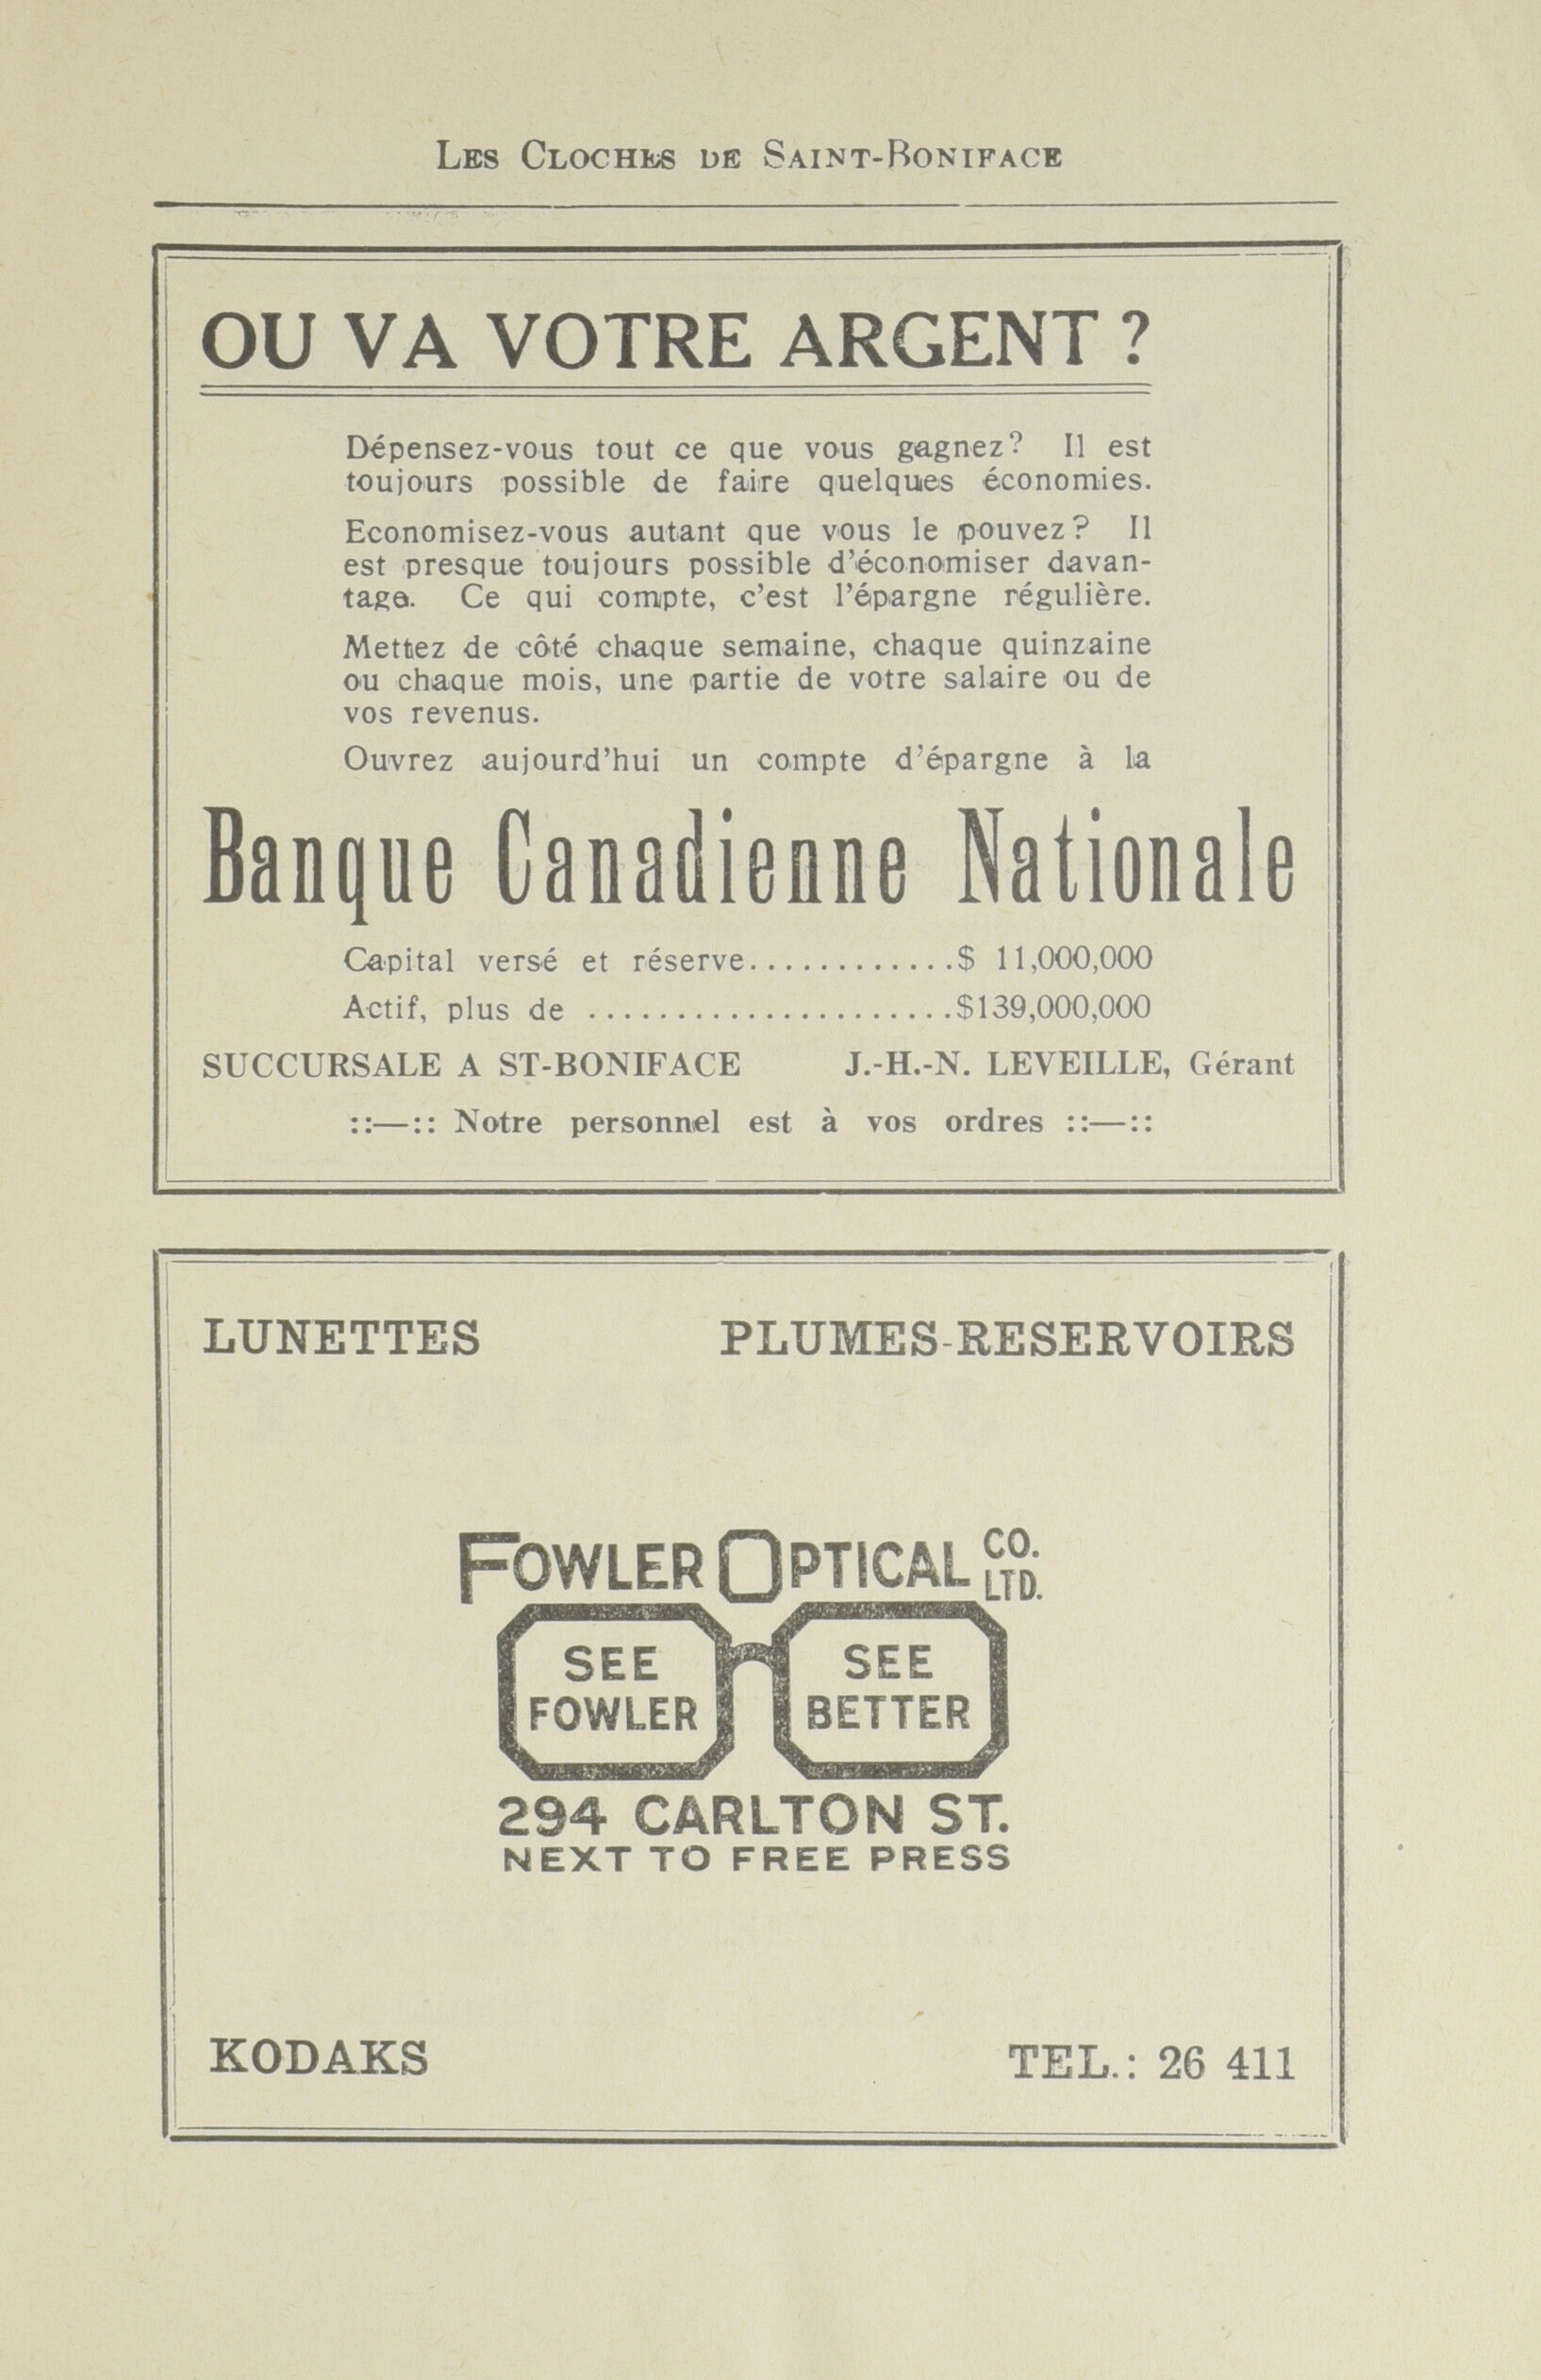 Les Cloches de Saint-Boniface
OU VA VOTRE ARGENT ?
Dépensez-vous tout ce que vous gagnez? Il est
toujours possible de faire quelques économies.
Economisez-vous autant que vous le pouvez? Il
est presque toujours possible d'économiser davan-
tage. Ce qui compte, c'est l'épargne régulière.
Mettez de côté chaque semaine, chaque quinzaine
ou chaque mois, une partie de votre salaire ou de
vos revenus.
Ouvrez aujourd'hui un compte d'épargne à la
Banque Canadienne Nationale
Capital versé et réserve.............$ 11,000,000
Actif, plus de .......................$139,000,000
SUCCURSALE A ST-BONIFACE J.-H.-N. LEVEILLE, Gérant
::—:: Notre personnel est à vos ordres ::—::
LUNETTES PLUMES-RESERVOIRS
FOWLER OPTICAL CO. LTD.
SEE FOWLER SEE BETTER
294 CARLTON ST.
NEXT TO FREE PRESS
KODAKS TEL.: 26 411